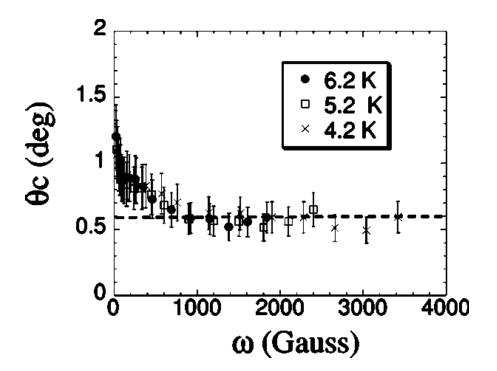 2
1.5
1
0.5
0
θc (deg)
6.2 K
5.2 K
4.2 K
0 1000 2000 3000 4000
ω (Gauss)